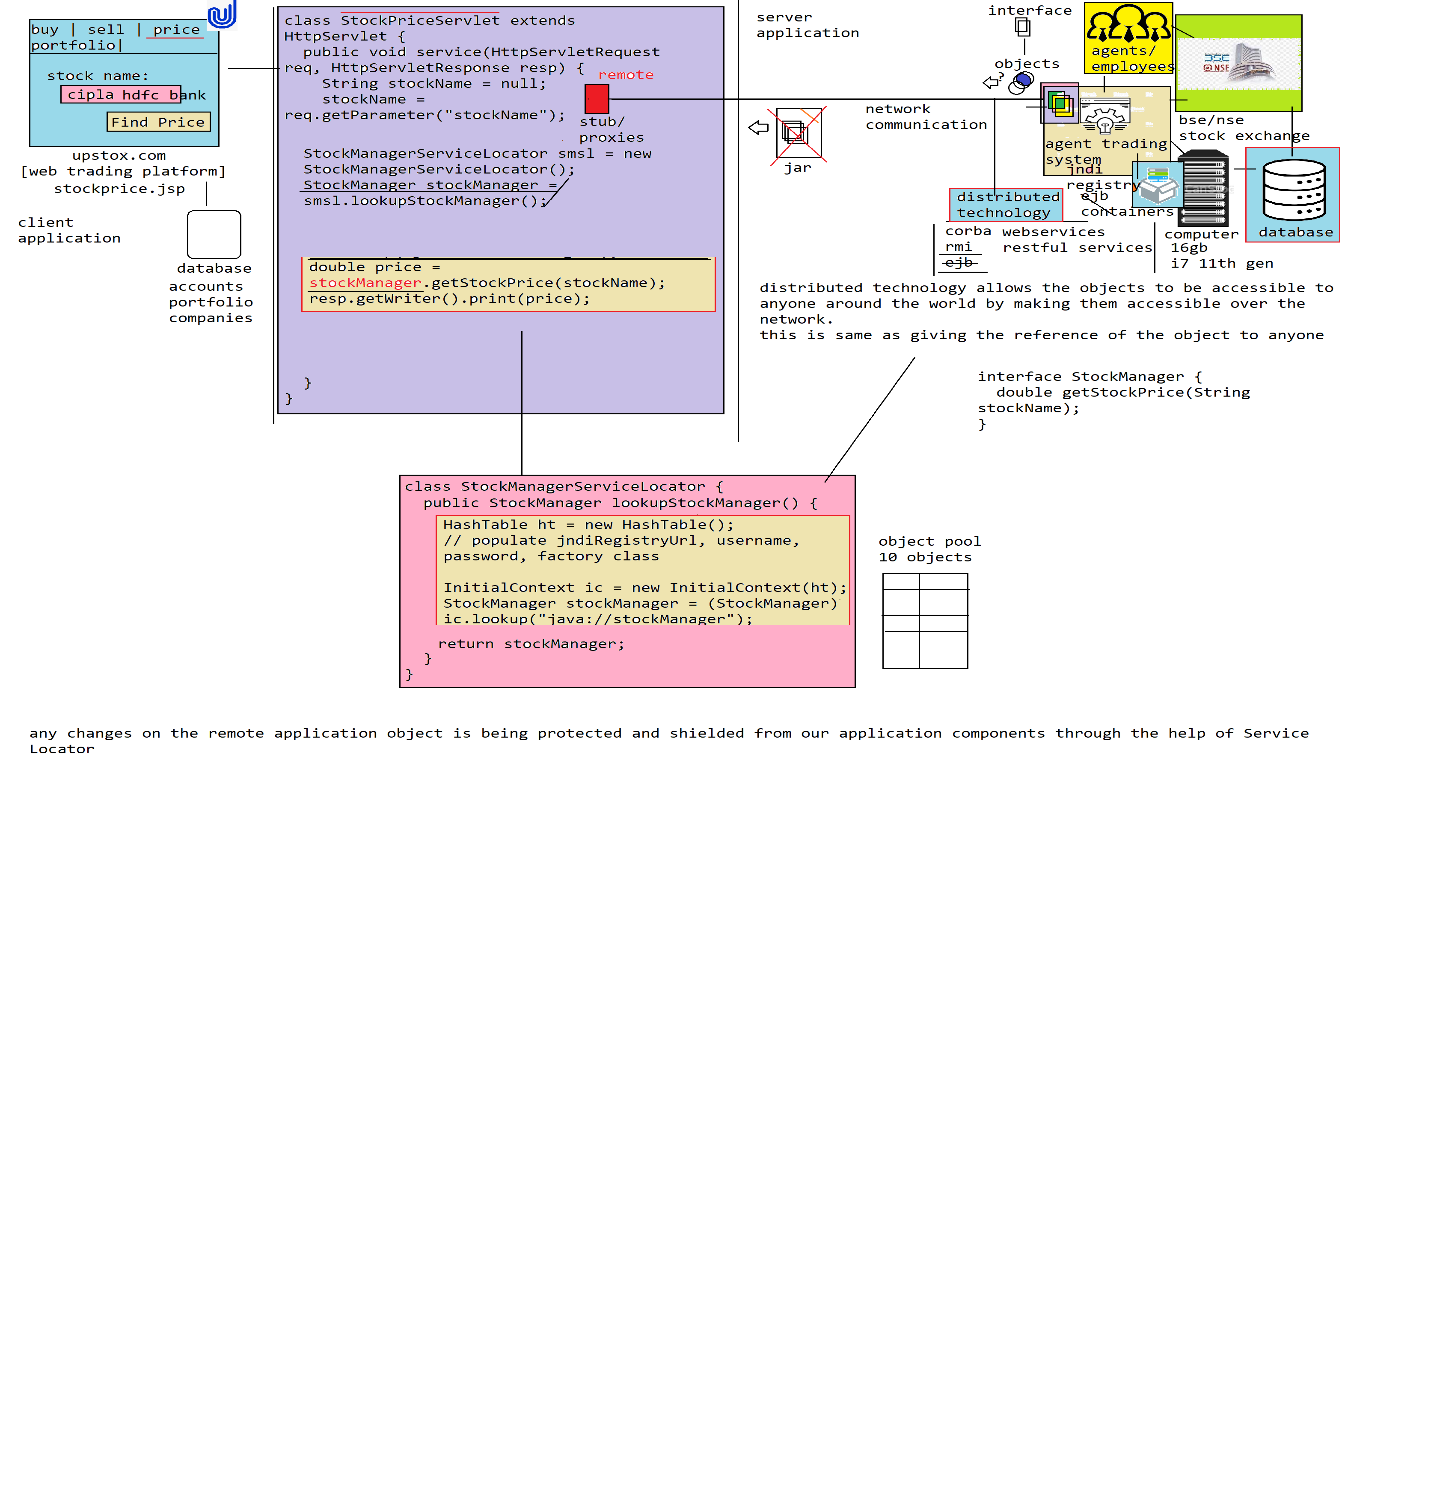 buy | sell | price
portfolio|
stock name:
cipla hdfc bank
Find Price
upstox.com
[web trading platform]
stockprice.jsp
client
application
database
accounts
portfolio
companies
class StockPriceServlet extends
HttpServlet {
public void service(HttpServletRequest
req, HttpServletResponse resp) {
String stockName = null;
stockName =
req.getParameter("stockName");
remote
stub/
proxies
StockManagerServiceLocator smsl = new
StockManagerServiceLocator();
StockManager stockManager =
smsl.lookupStockManager();
double price =
stockManager.getStockPrice(stockName);
resp.getWriter().print(price);
}
}
server
application
jar
network
communication
interface
objects
?
agents/
employees
BSC
NSE
bse/nse
stock exchange
agent trading
system
jndi
registry
ejb
containers
computer
16gb
i7 11th gen
database
distributed
technology
corba webservices
rmi restful services
ejb
distributed technology allows the objects to be accessible to
anyone around the world by making them accessible over the
network.
this is same as giving the reference of the object to anyone
interface StockManager {
double getStockPrice(String
stockName);
}
class StockManagerServiceLocator {
public StockManager lookupStockManager() {
HashTable ht = new HashTable();
// populate jndiRegistryUrl, username,
password, factory class
InitialContext ic = new InitialContext(ht);
StockManager stockManager = (StockManager)
ic.lookup("java://stockManager");
return stockManager;
}
}
object pool
10 objects
any changes on the remote application object is being protected and shielded from our application components through the help of Service
Locator